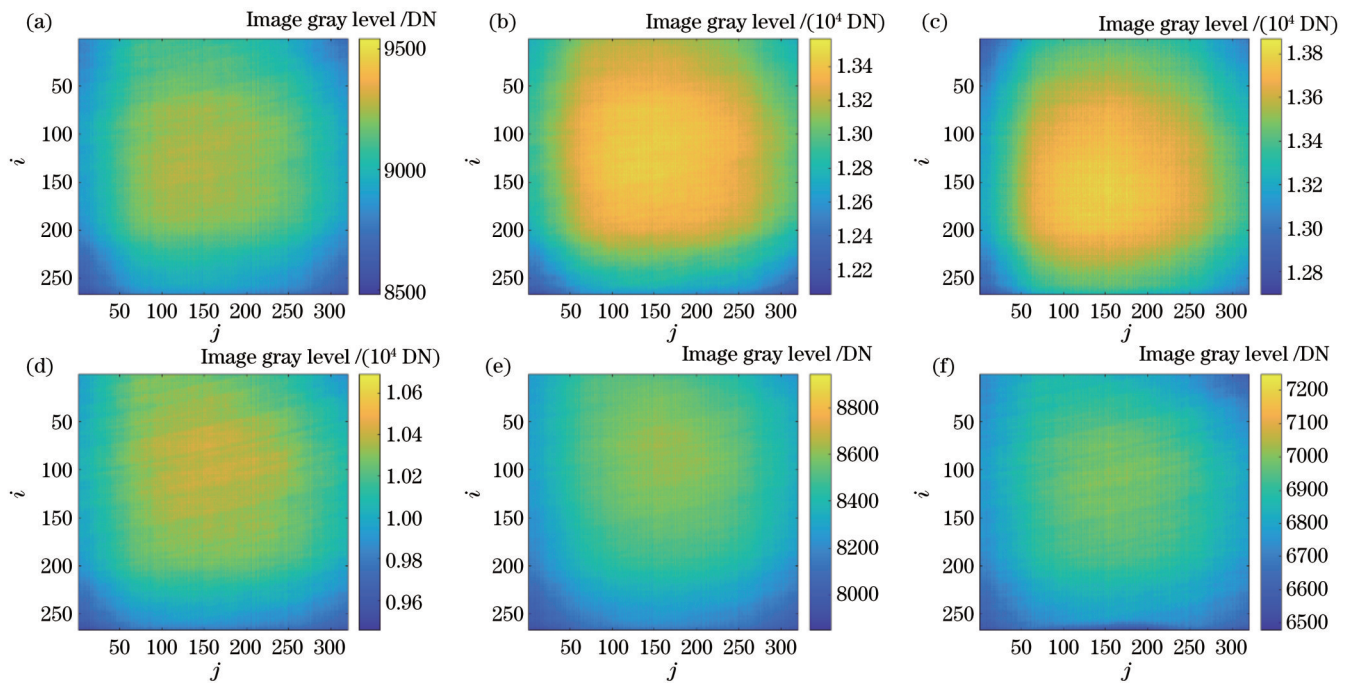 (a)
Image gray level /DN
9500
9000
8500
50
100
150
200
250
i
50 100 150 200 250 300
j
(b)
Image gray level /(10⁴ DN)
1.34
1.32
1.30
1.28
1.26
1.24
1.22
50
100
150
200
250
i
50 100 150 200 250 300
j
(c)
Image gray level /(10⁴ DN)
1.38
1.36
1.34
1.32
1.30
1.28
50
100
150
200
250
i
50 100 150 200 250 300
j
(d)
Image gray level /(10⁴ DN)
1.06
1.04
1.02
1.00
0.98
0.96
50
100
150
200
250
i
50 100 150 200 250 300
j
(e)
Image gray level /DN
8800
8600
8400
8200
8000
50
100
150
200
250
i
50 100 150 200 250 300
j
(f)
Image gray level /DN
7200
7100
7000
6900
6800
6700
6600
6500
50
100
150
200
250
i
50 100 150 200 250 300
j